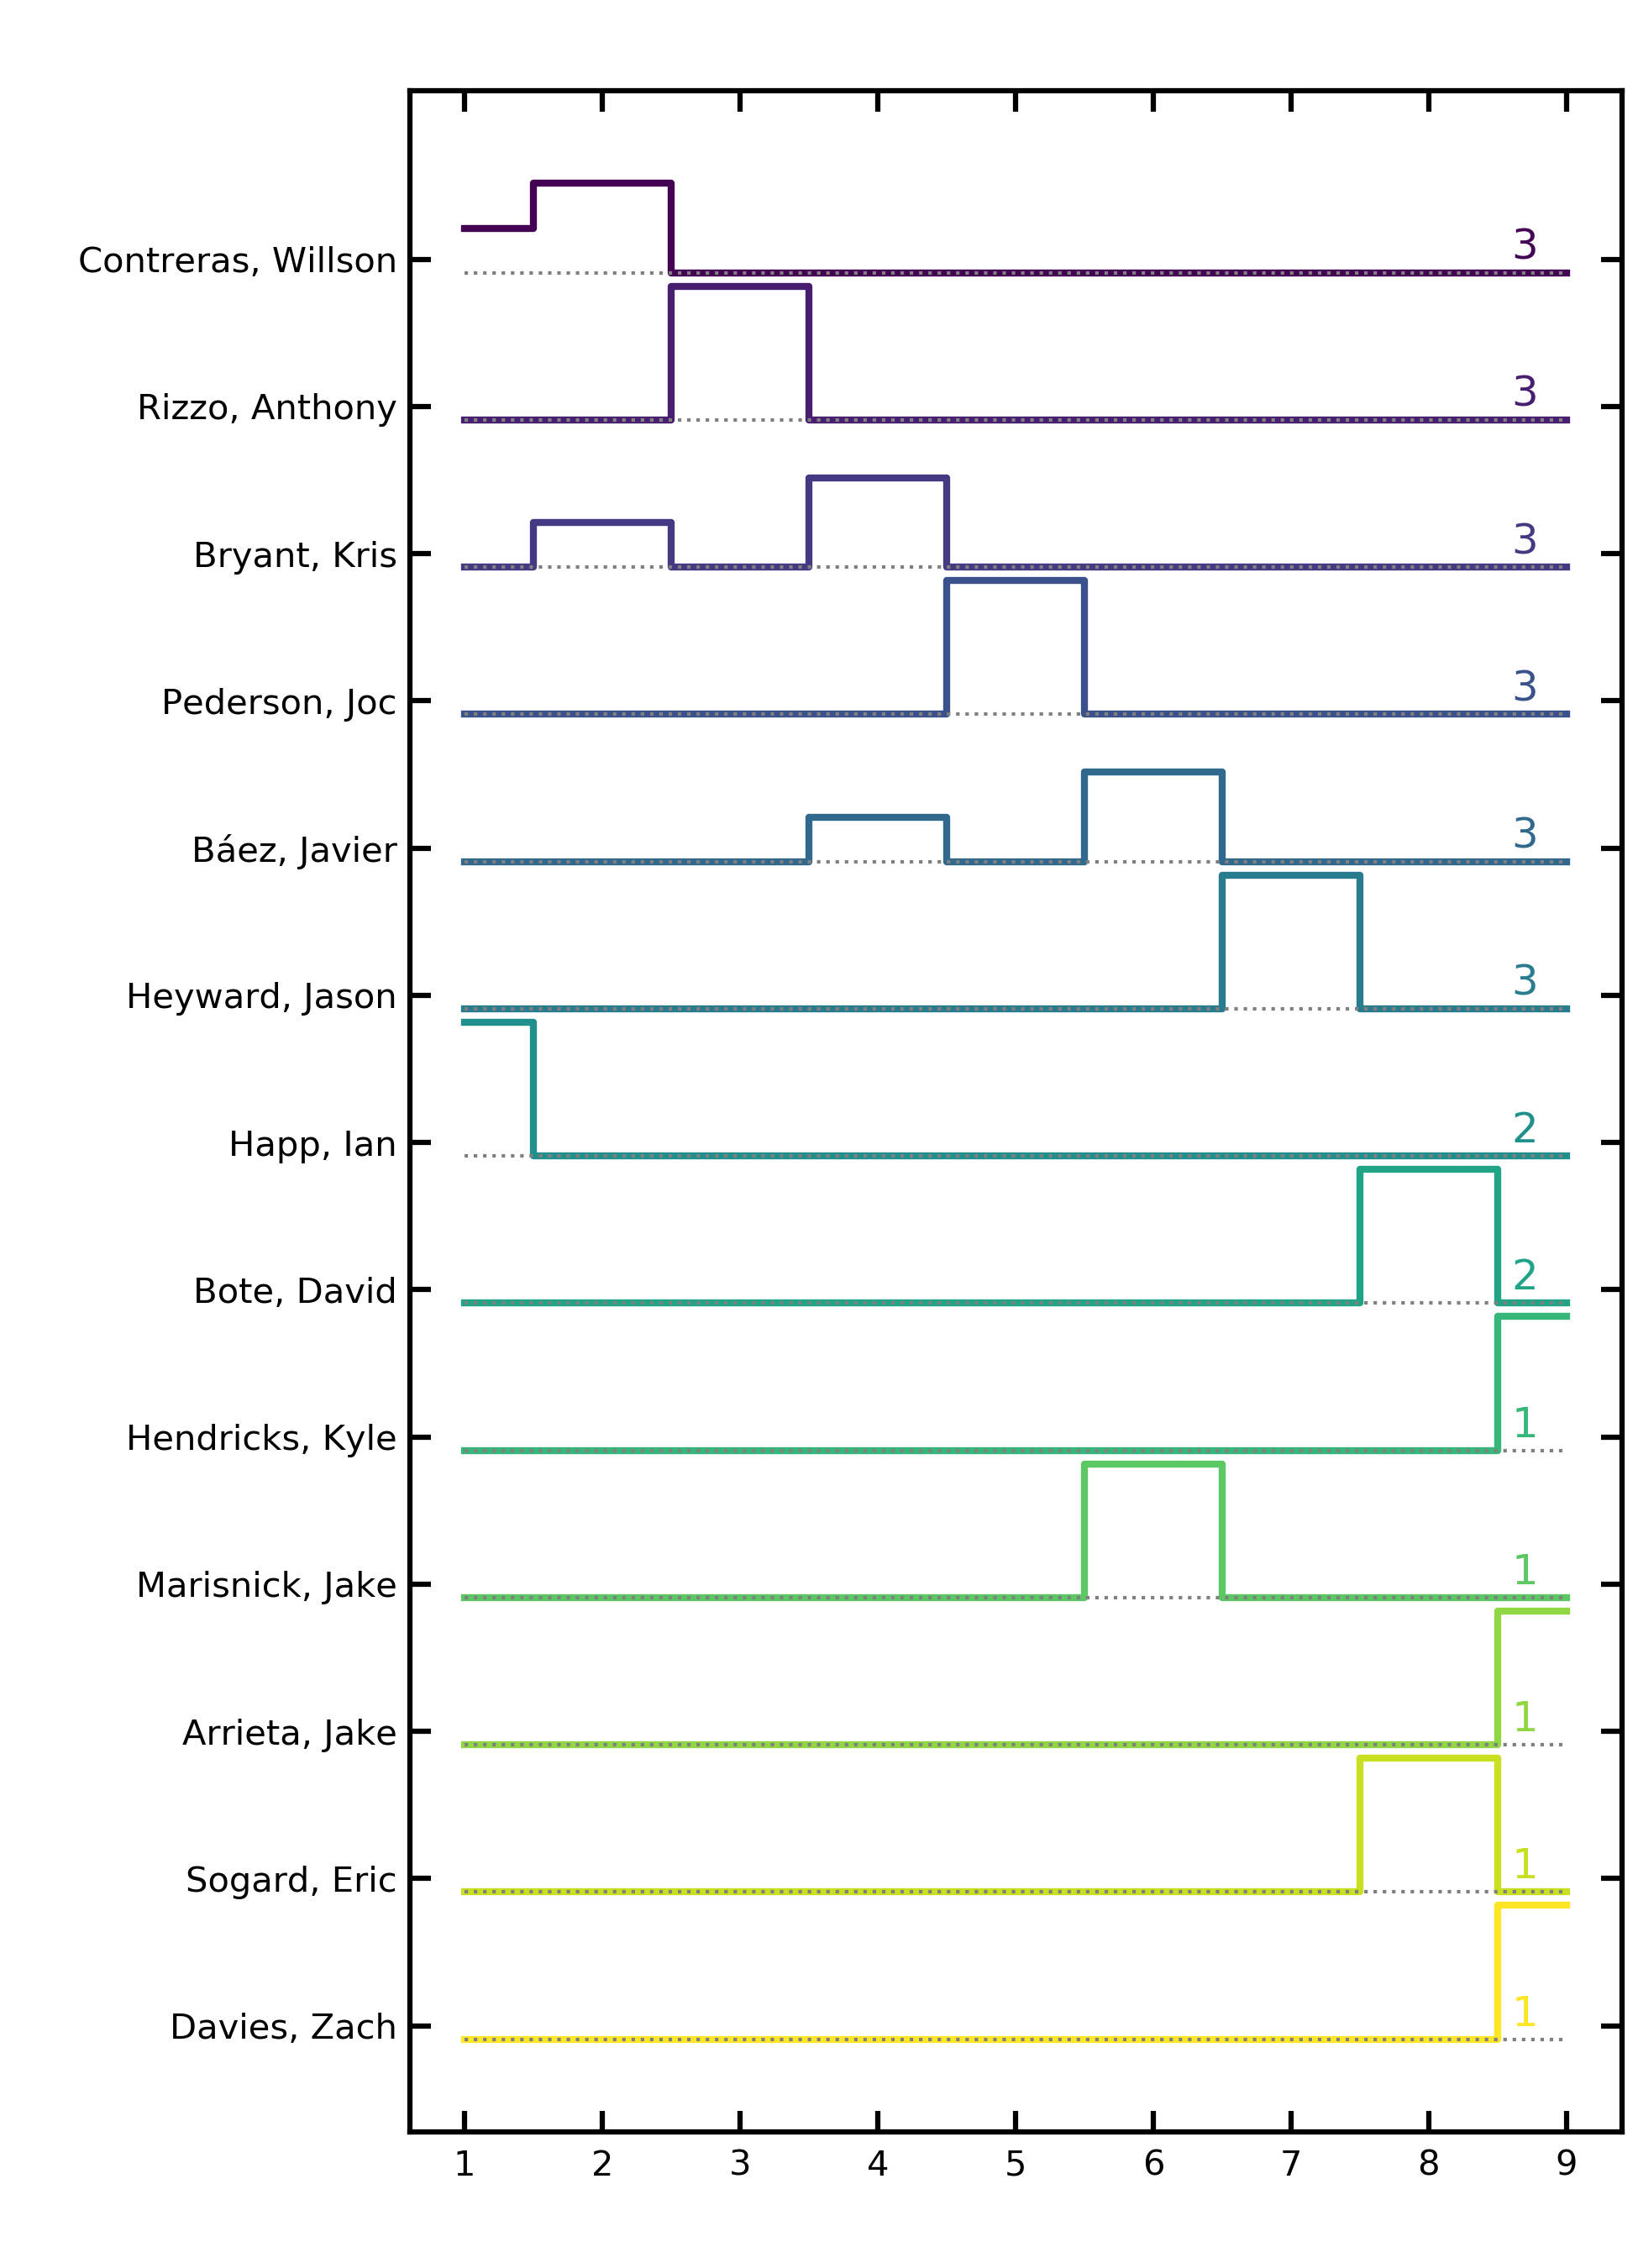 Contreras, Willson 3
Rizzo, Anthony 3
Bryant, Kris 3
Pederson, Joc 3
Báez, Javier 3
Heyward, Jason 3
Happ, Ian 2
Bote, David 2
Hendricks, Kyle 1
Marisnick, Jake 1
Arrieta, Jake 1
Sogard, Eric 1
Davies, Zach 1
1 2 3 4 5 6 7 8 9